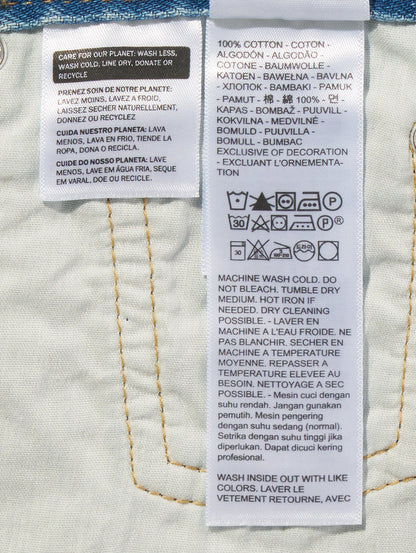 CARE FOR OUR PLANET: WASH LESS,
WASH COLD, LINE DRY, DONATE OR
RECYCLE
PRENEZ SOIN DE NOTRE PLANETE:
LAVEZ MOINS, LAVEZ A FROID,
LAISSEZ SÉCHER NATURELLEMENT,
DONNEZ OU RECYCLEZ
CUIDA NUESTRO PLANETA: LAVA
MENOS, LAVA EN FRIO, TIENDE LA
ROPA, DONA O RECICLA.
CUIDE DO NOSSO PLANETA: LAVE
MENOS, LAVE EM ÁGUA FRIA, SEQUE
EM VARAL, DOE OU RECICLE.
100% COTTON - COTON -
ALGODÓN - ALGODÃO -
COTONE - BAUMWOLLE -
KATOEN - BAWEŁNA - BAVLNA
- ХЛОПОК - BAMBAKI - PAMUK
- PAMUT - 棉 - 綿 100% - 면
- KAPAS - BOMBAŽ - PUUVILL -
KOKVILNA - MEDVILNĖ -
BOMULD - PUUVILLA -
BOMULL - BUMBAC
EXCLUSIVE OF DECORATION
- EXCLUANT L'ORNEMENTA-
TION
P
30 P
30
MACHINE WASH COLD. DO
NOT BLEACH. TUMBLE DRY
MEDIUM. HOT IRON IF
NEEDED. DRY CLEANING
POSSIBLE. - LAVER EN
MACHINE A L'EAU FROIDE. NE
PAS BLANCHIR. SECHER EN
MACHINE A TEMPERATURE
MOYENNE. REPASSER A
TEMPERATURE ELEVEE AU
BESOIN. NETTOYAGE A SEC
POSSIBLE. - Mesin cuci dengan
suhu rendah. Jangan gunakan
pemutih. Mesin pengering
dengan suhu sedang (normal).
Setrika dengan suhu tinggi jika
diperlukan. Dapat dicuci kering
profesional.
WASH INSIDE OUT WITH LIKE
COLORS. LAVER LE
VETEMENT RETOURNE, AVEC